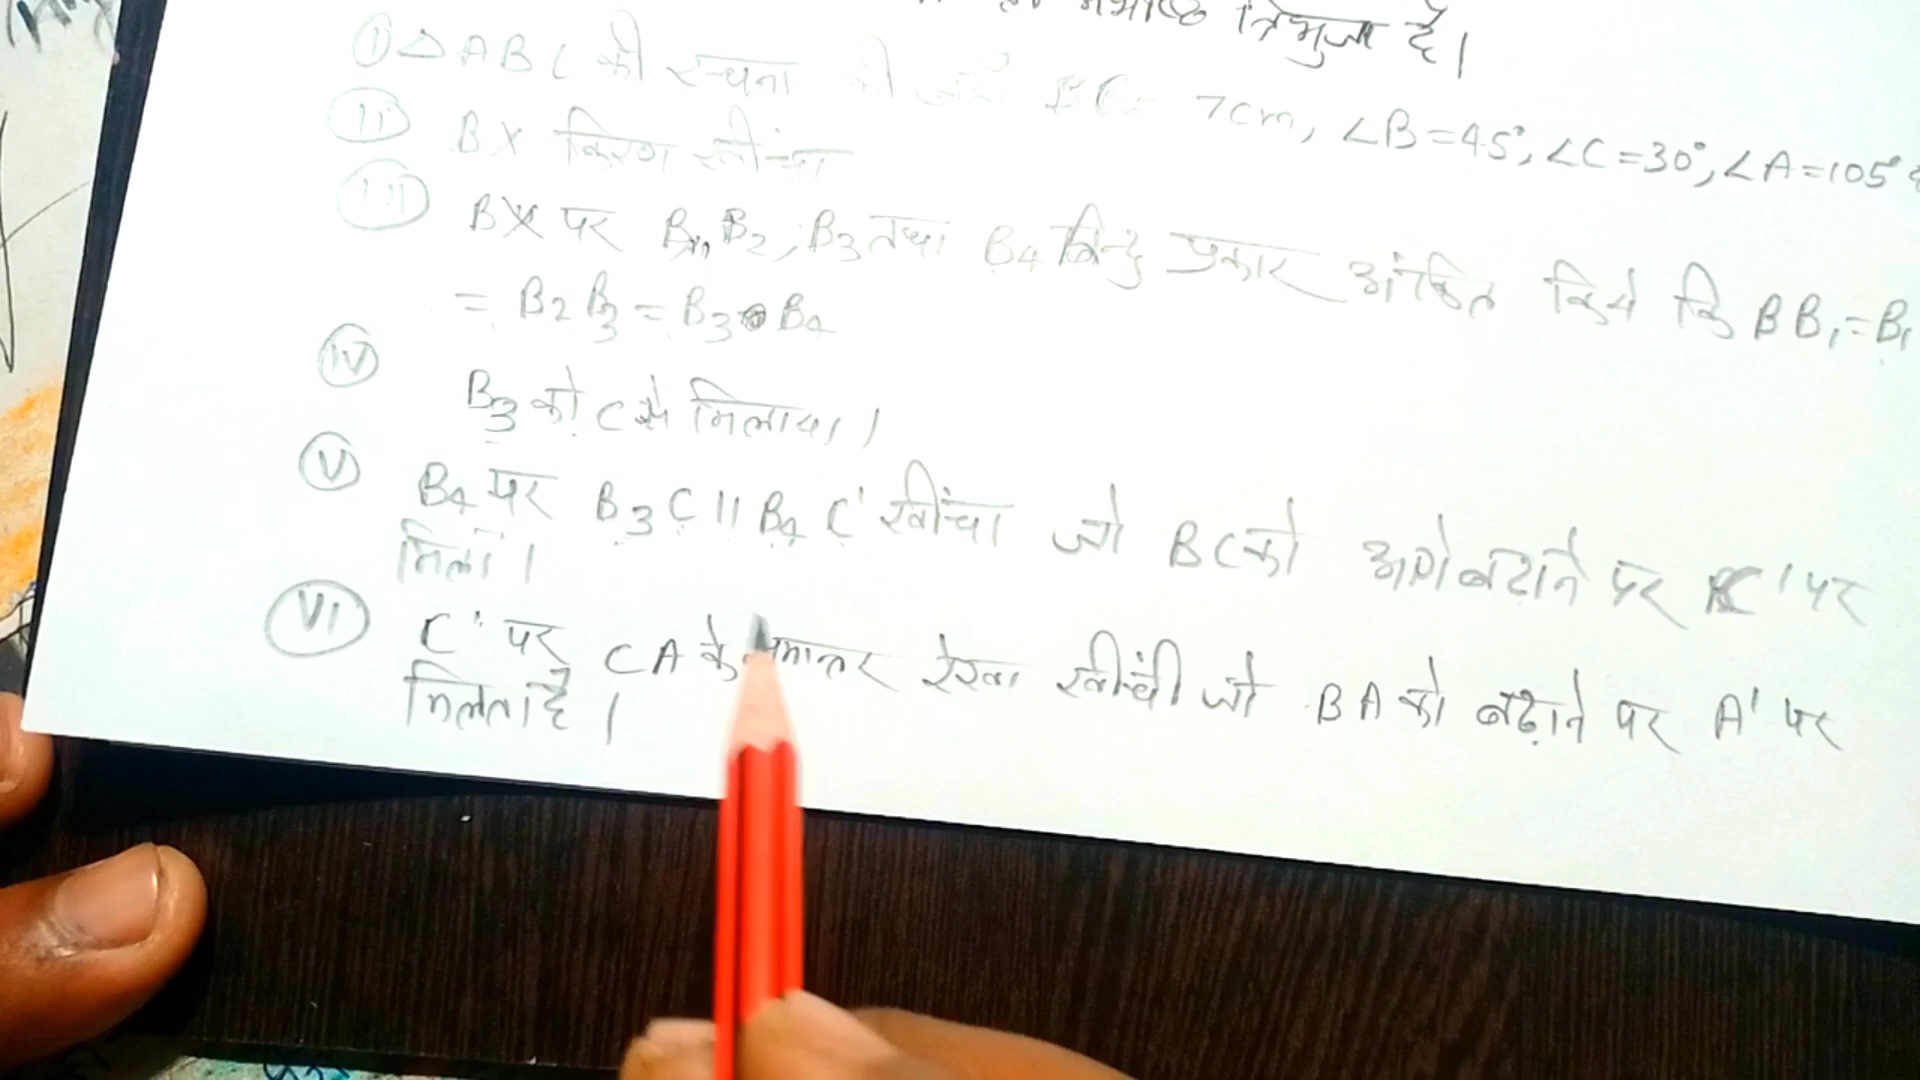 त्रिभुज है।
(i) △ABC की रचना की BC = 7cm, ∠B=45°, ∠C=30°, ∠A=105°
(ii) BX किरण खींचा
(iii) BX पर B₁, B₂, B₃ तथा B₄ बिन्दु प्रकार अंकित किये कि BB₁=B₁
= B₂B₃ = B₃B₄
(iv) B₃ को C से मिलाया।
(v) B₄ पर B₃C || B₄C' खींचा जो BC को आगे बढ़ाने पर C' पर
मिला।
(vi) C' पर CA के रेखा खींची जो BA को बढ़ाने पर A' पर
मिलता है।